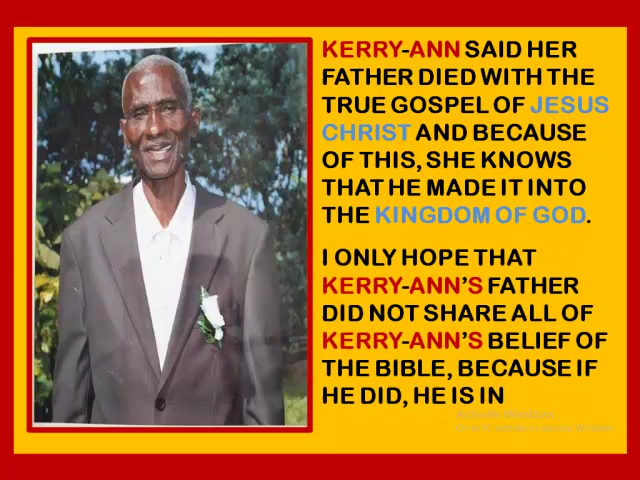 KERRY-ANN SAID HER
FATHER DIED WITH THE
TRUE GOSPEL OF JESUS
CHRIST AND BECAUSE
OF THIS, SHE KNOWS
THAT HE MADE IT INTO
THE KINGDOM OF GOD.
I ONLY HOPE THAT
KERRY-ANN'S FATHER
DID NOT SHARE ALL OF
KERRY-ANN'S BELIEF OF
THE BIBLE, BECAUSE IF
HE DID, HE IS IN